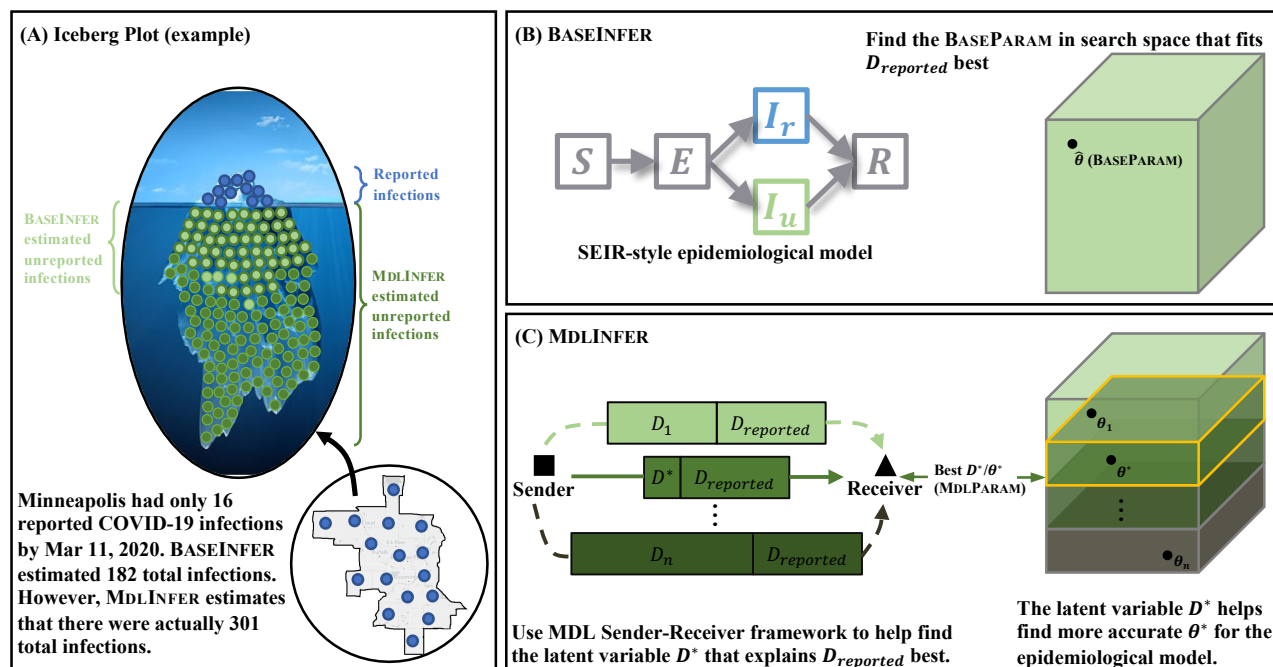 (A) Iceberg Plot (example)
Reported
infections
BASEINFER
estimated
unreported
infections
MDLINFER
estimated
unreported
infections
Minneapolis had only 16
reported COVID-19 infections
by Mar 11, 2020. BASEINFER
estimated 182 total infections.
However, MDLINFER estimates
that there were actually 301
total infections.
(B) BASEINFER
Find the BASEPARAM in search space that fits
D_reported best
S
E
I_r
I_u
R
SEIR-style epidemiological model
θ̂ (BASEPARAM)
(C) MDLINFER
D_1 D_reported
Sender
D* D_reported
Receiver
⋮
D_n D_reported
Best D*/θ*
(MDLPARAM)
θ_1
θ*
⋮
θ_n
Use MDL Sender-Receiver framework to help find
the latent variable D* that explains D_reported best.
The latent variable D* helps
find more accurate θ* for the
epidemiological model.